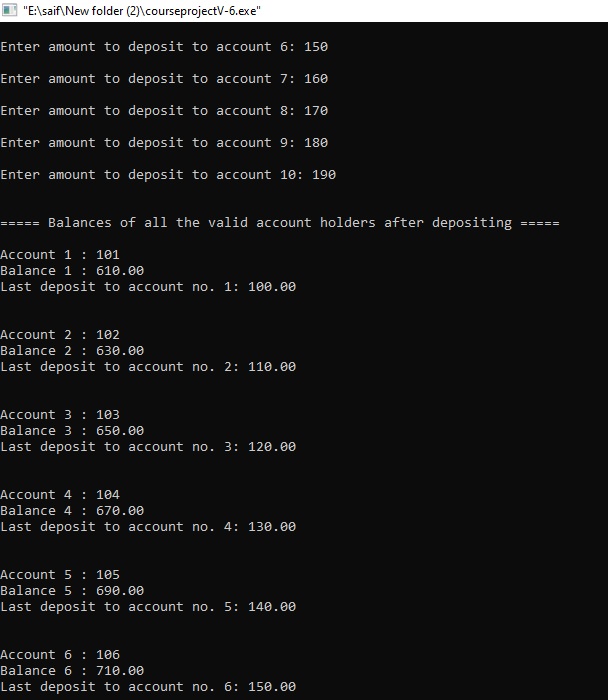 "E:\saif\New folder (2)\courseprojectV-6.exe"
Enter amount to deposit to account 6: 150
Enter amount to deposit to account 7: 160
Enter amount to deposit to account 8: 170
Enter amount to deposit to account 9: 180
Enter amount to deposit to account 10: 190
===== Balances of all the valid account holders after depositing =====
Account 1 : 101
Balance 1 : 610.00
Last deposit to account no. 1: 100.00
Account 2 : 102
Balance 2 : 630.00
Last deposit to account no. 2: 110.00
Account 3 : 103
Balance 3 : 650.00
Last deposit to account no. 3: 120.00
Account 4 : 104
Balance 4 : 670.00
Last deposit to account no. 4: 130.00
Account 5 : 105
Balance 5 : 690.00
Last deposit to account no. 5: 140.00
Account 6 : 106
Balance 6 : 710.00
Last deposit to account no. 6: 150.00